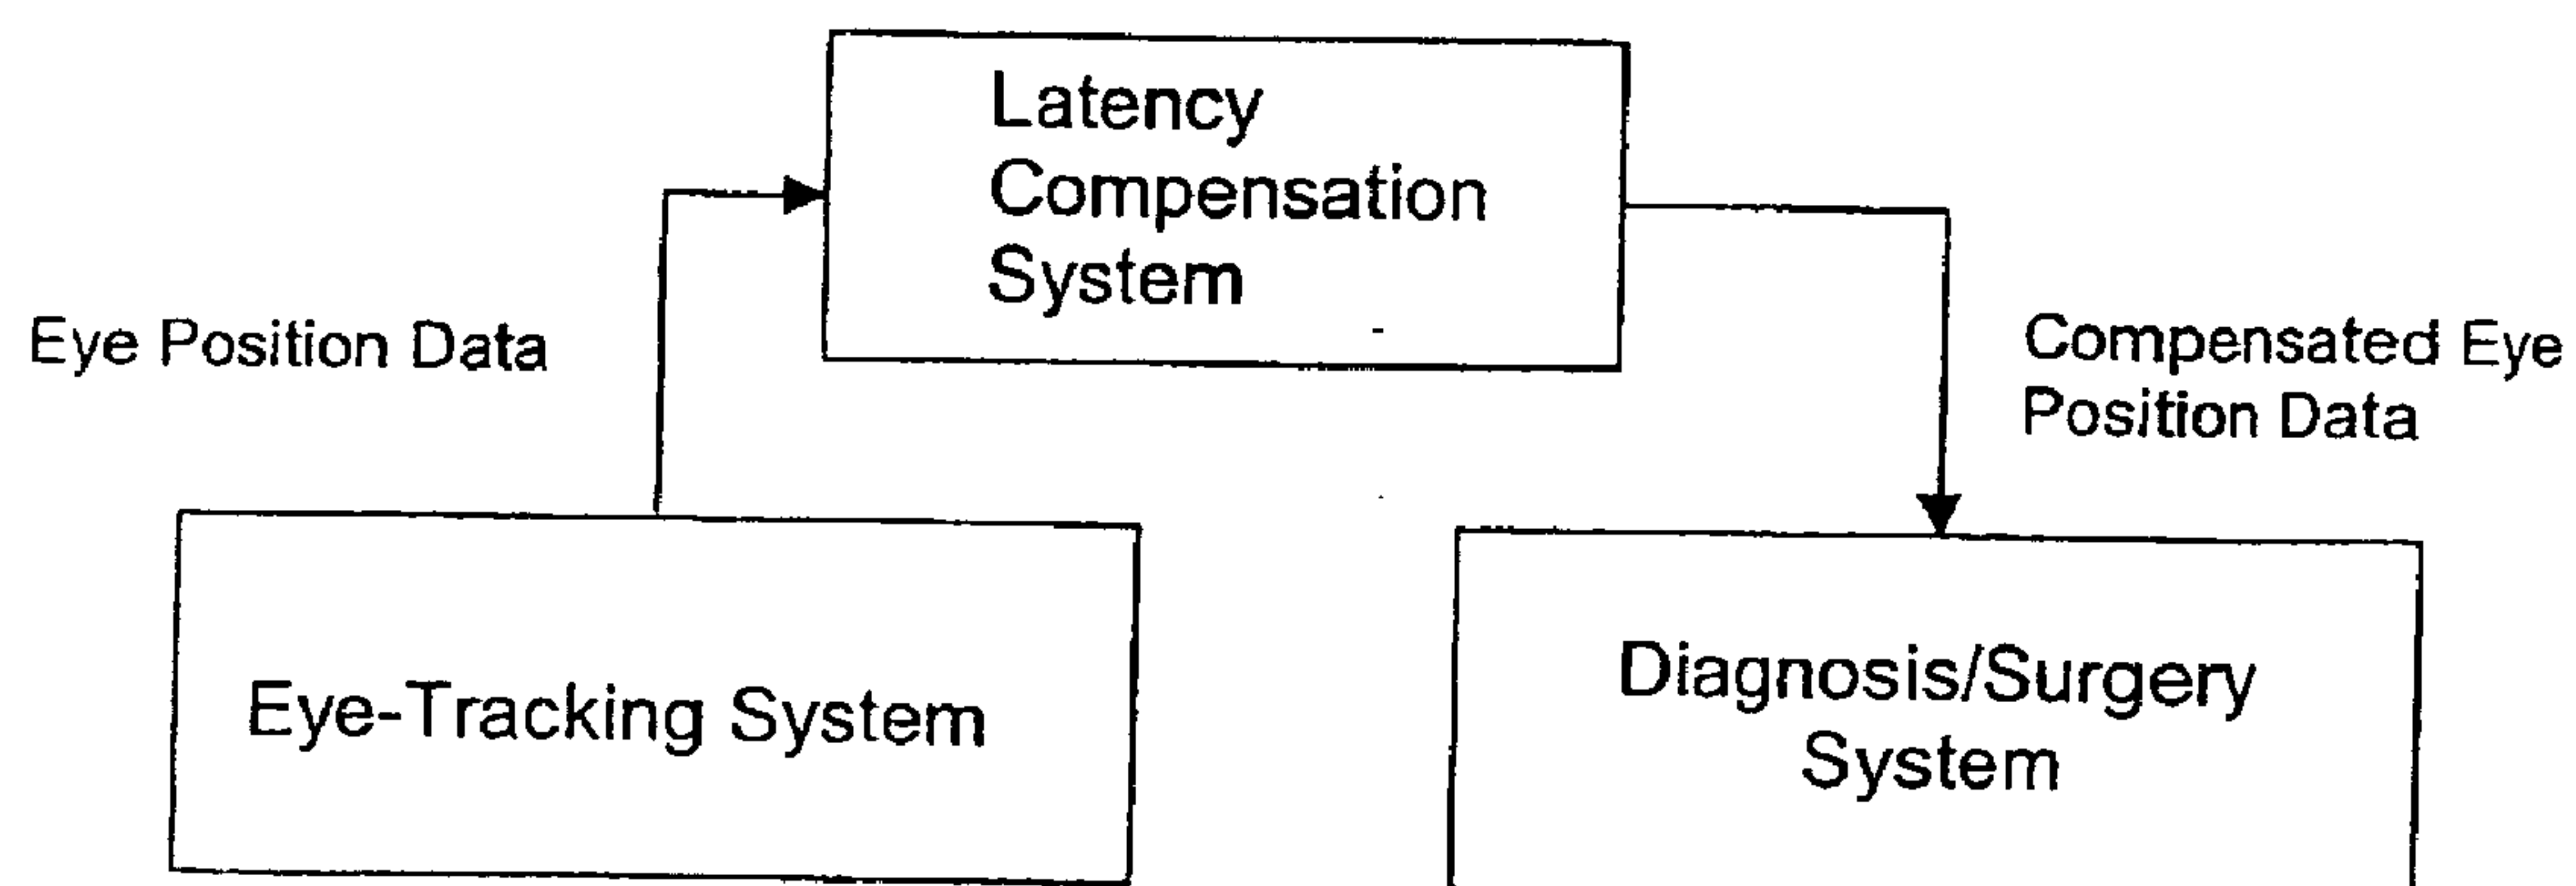 Latency
Compensation
System
Eye Position Data
Compensated Eye
Position Data
Eye-Tracking System
Diagnosis/Surgery
System